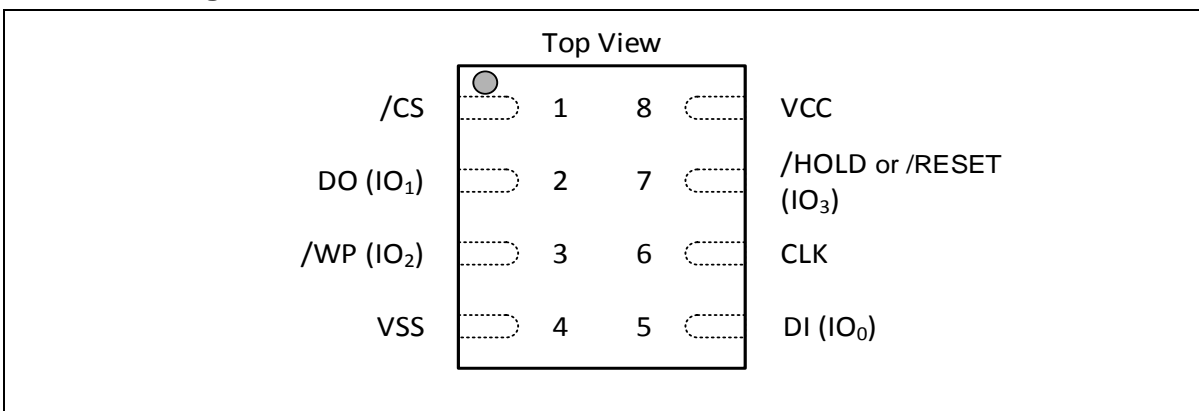 Top View
/CS 1 8 VCC
DO (IO₁) 2 7 /HOLD or /RESET
(IO₃)
/WP (IO₂) 3 6 CLK
VSS 4 5 DI (IO₀)